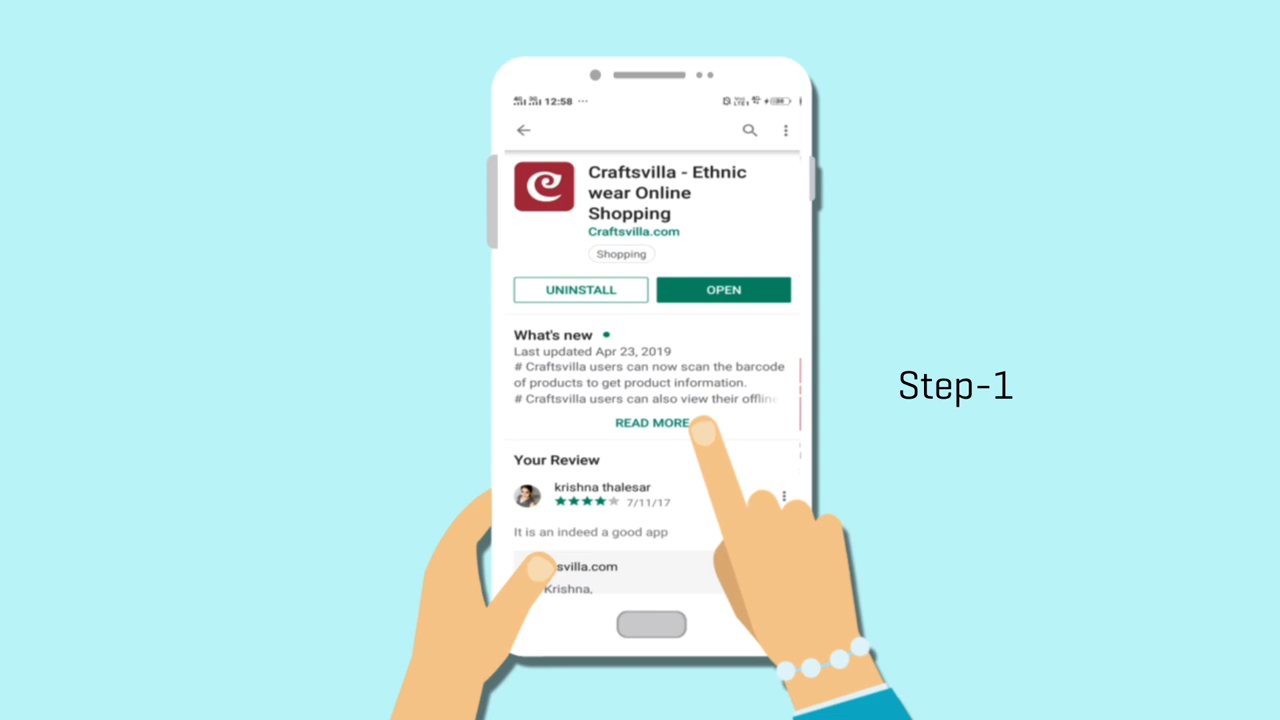 12:58
Craftsvilla - Ethnic
wear Online
Shopping
Craftsvilla.com
Shopping
UNINSTALL
OPEN
What's new
Last updated Apr 23, 2019
# Craftsvilla users can now scan the barcode
of products to get product information.
# Craftsvilla users can also view their offline
READ MORE
Step-1
Your Review
krishna thalesar
7/11/17
It is an indeed a good app
svilla.com
Krishna,